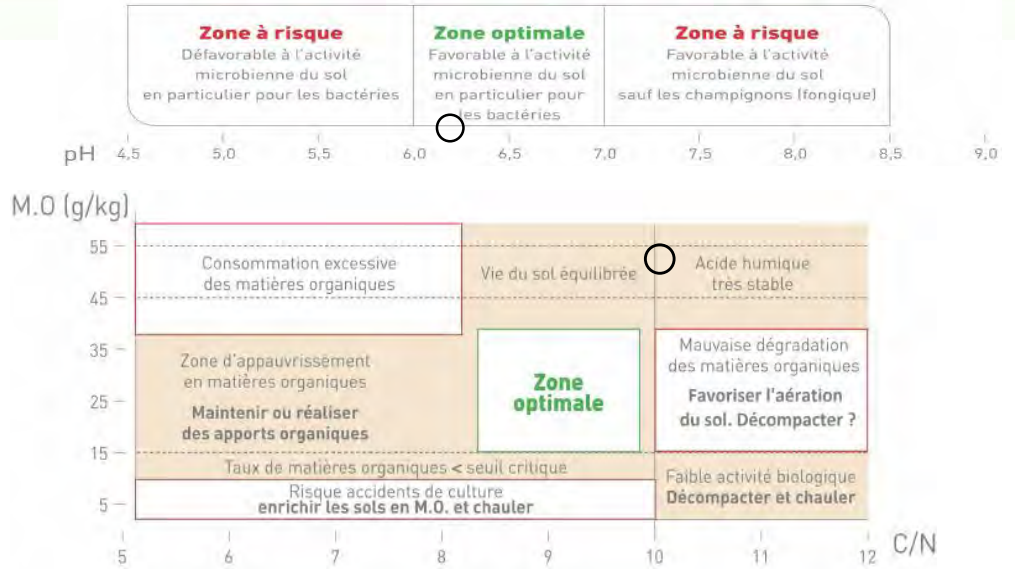 Zone à risque
Défavorable à l'activité
microbienne du sol
en particulier pour les bactéries
Zone optimale
Favorable à l'activité
microbienne du sol
en particulier pour
les bactéries
Zone à risque
Favorable à l'activité
microbienne du sol
sauf les champignons (fongique)
pH 4,5 5,0 5,5 6,0 6,5 7,0 7,5 8,0 8,5 9,0
M.O (g/kg)
55
45
35
25
15
5
Consommation excessive
des matières organiques
Vie du sol équilibrée
Acide humique
très stable
Zone d'appauvrissement
en matières organiques
Maintenir ou réaliser
des apports organiques
Zone
optimale
Mauvaise dégradation
des matières organiques
Favoriser l'aération
du sol. Décompacter ?
Taux de matières organiques < seuil critique
Risque accidents de culture
enrichir les sols en M.O. et chauler
Faible activité biologique
Décompacter et chauler
5 6 7 8 9 10 11 12 C/N